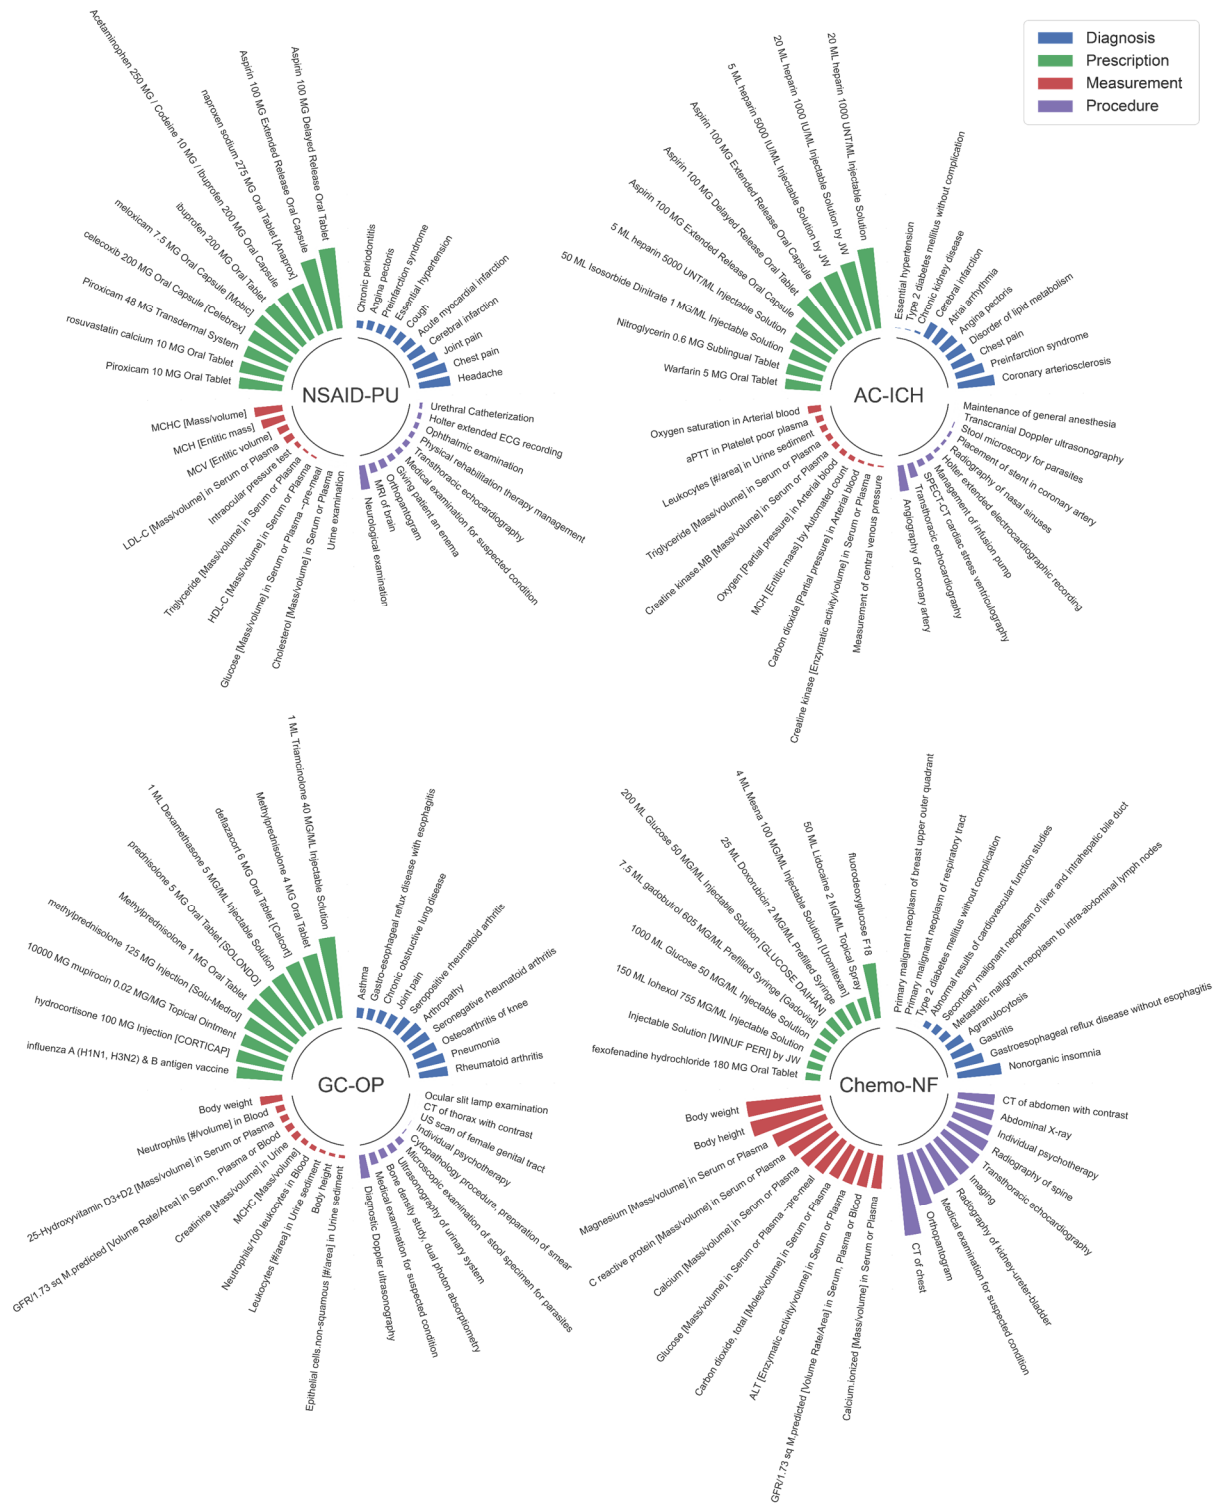 Diagnosis
Prescription
Measurement
Procedure
NSAID-PU
Piroxicam 10 MG Oral Tablet
rosuvastatin calcium 10 MG Oral Tablet
Piroxicam 48 MG Transdermal System
celecoxib 200 MG Oral Capsule [Celebrex]
meloxicam 7.5 MG Oral Capsule [Mobic]
ibuprofen 200 MG Oral Tablet
Acetaminophen 250 MG / Codeine 10 MG / Ibuprofen 200 MG Oral Capsule
naproxen sodium 275 MG Oral Tablet [Anaprox]
Aspirin 100 MG Extended Release Oral Capsule
Aspirin 100 MG Delayed Release Oral Tablet
Chronic periodontitis
Angina pectoris
Preinfarction syndrome
Essential hypertension
Cough
Acute myocardial infarction
Cerebral infarction
Joint pain
Chest pain
Headache
Urethral Catheterization
Holter extended ECG recording
Ophthalmic examination
Physical rehabilitation therapy management
Transthoracic echocardiography
Medical examination for suspected condition
Giving patient an enema
Orthopantogram
MRI of brain
Neurological examination
Urine examination
Cholesterol [Mass/volume] in Serum or Plasma
Glucose [Mass/volume] in Serum or Plasma --pre-meal
HDL-C [Mass/volume] in Serum or Plasma
Triglyceride [Mass/volume] in Serum or Plasma
Intraocular pressure test
LDL-C [Mass/volume] in Serum or Plasma
MCV [Entitic volume]
MCH [Entitic mass]
MCHC [Mass/volume]
AC-ICH
Warfarin 5 MG Oral Tablet
Nitroglycerin 0.6 MG Sublingual Tablet
50 ML Isosorbide Dinitrate 1 MG/ML Injectable Solution
5 ML heparin 5000 UNT/ML Injectable Solution
Aspirin 100 MG Extended Release Oral Capsule
Aspirin 100 MG Delayed Release Oral Tablet
Aspirin 100 MG Extended Release Oral Capsule
5 ML heparin 5000 IU/ML Injectable Solution by JW
20 ML heparin 1000 IU/ML Injectable Solution by JW
20 ML heparin 1000 UNT/ML Injectable Solution
Essential hypertension
Type 2 diabetes mellitus without complication
Chronic kidney disease
Cerebral infarction
Atrial arrhythmia
Angina pectoris
Disorder of lipid metabolism
Chest pain
Preinfarction syndrome
Coronary arteriosclerosis
Maintenance of general anesthesia
Transcranial Doppler ultrasonography
Stool microscopy for parasites
Placement of stent in coronary artery
Radiography of nasal sinuses
Holter extended electrocardiographic recording
Management of infusion pump
SPECT-CT cardiac stress ventriculography
Transthoracic echocardiography
Angiography of coronary artery
Measurement of central venous pressure
Creatine kinase [Enzymatic activity/volume] in Serum or Plasma
Carbon dioxide [Partial pressure] in Arterial blood
MCH [Entitic mass] by Automated count
Oxygen [Partial pressure] in Arterial blood
Creatine kinase.MB [Mass/volume] in Serum or Plasma
Triglyceride [Mass/volume] in Serum or Plasma
Leukocytes [#/area] in Urine sediment
aPTT in Platelet poor plasma
Oxygen saturation in Arterial blood
GC-OP
influenza A (H1N1, H3N2) & B antigen vaccine
hydrocortisone 100 MG Injection [CORTICAP]
10000 MG mupirocin 0.02 MG/MG Topical Ointment
methylprednisolone 125 MG Injection [Solu-Medrol]
Methylprednisolone 1 MG Oral Tablet
prednisolone 5 MG Oral Tablet [SOLONDO]
1 ML Dexamethasone 5 MG/ML Injectable Solution
deflazacort 6 MG Oral Tablet [Calcort]
Methylprednisolone 4 MG Oral Tablet
1 ML Triamcinolone 40 MG/ML Injectable Solution
Asthma
Gastro-esophageal reflux disease with esophagitis
Chronic obstructive lung disease
Joint pain
Seropositive rheumatoid arthritis
Arthropathy
Seronegative rheumatoid arthritis
Osteoarthritis of knee
Pneumonia
Rheumatoid arthritis
Ocular slit lamp examination
CT of thorax with contrast
US scan of female genital tract
Individual psychotherapy
Cytopathology procedure, preparation of smear
Microscopic examination of stool specimen for parasites
Ultrasonography of urinary system
Bone density study, dual photon absorptiometry
Medical examination for suspected condition
Diagnostic Doppler ultrasonography
Epithelial cells.non-squamous [#/area] in Urine sediment
Body height
Leukocytes [#/area] in Urine sediment
Neutrophils/100 leukocytes in Blood
MCHC [Mass/volume]
Creatinine [Mass/volume] in Urine
GFR/1.73 sq M.predicted [Volume Rate/Area] in Serum, Plasma or Blood
25-Hydroxyvitamin D3+D2 [Mass/volume] in Serum or Plasma
Neutrophils [#/volume] in Blood
Body weight
Chemo-NF
fexofenadine hydrochloride 180 MG Oral Tablet
Injectable Solution [WINUF PERI] by JW
150 ML Iohexol 755 MG/ML Injectable Solution
1000 ML Glucose 50 MG/ML Injectable Solution
7.5 ML gadobutrol 605 MG/ML Prefilled Syringe [Gadovist]
200 ML Glucose 50 MG/ML Injectable Solution [GLUCOSE DAIHAN]
25 ML Doxorubicin 2 MG/ML Prefilled Syringe
4 ML Mesna 100 MG/ML Injectable Solution [Uromitexan]
50 ML Lidocaine 2 MG/ML Topical Spray
fluorodeoxyglucose F18
Primary malignant neoplasm of breast upper outer quadrant
Primary malignant neoplasm of respiratory tract
Type 2 diabetes mellitus without complication
Abnormal results of cardiovascular function studies
Secondary malignant neoplasm of liver and intrahepatic bile duct
Metastatic malignant neoplasm to intra-abdominal lymph nodes
Agranulocytosis
Gastritis
Gastroesophageal reflux disease without esophagitis
Nonorganic insomnia
CT of abdomen with contrast
Abdominal X-ray
Individual psychotherapy
Radiography of spine
Transthoracic echocardiography
Imaging
Radiography of kidney-ureter-bladder
Medical examination for suspected condition
Orthopantogram
CT of chest
Calcium.ionized [Mass/volume] in Serum or Plasma
GFR/1.73 sq M.predicted [Volume Rate/Area] in Serum, Plasma or Blood
ALT [Enzymatic activity/volume] in Serum or Plasma
Carbon dioxide, total [Moles/volume] in Serum or Plasma
Glucose [Mass/volume] in Serum or Plasma --pre-meal
Calcium [Mass/volume] in Serum or Plasma
C reactive protein [Mass/volume] in Serum or Plasma
Magnesium [Mass/volume] in Serum or Plasma
Body height
Body weight